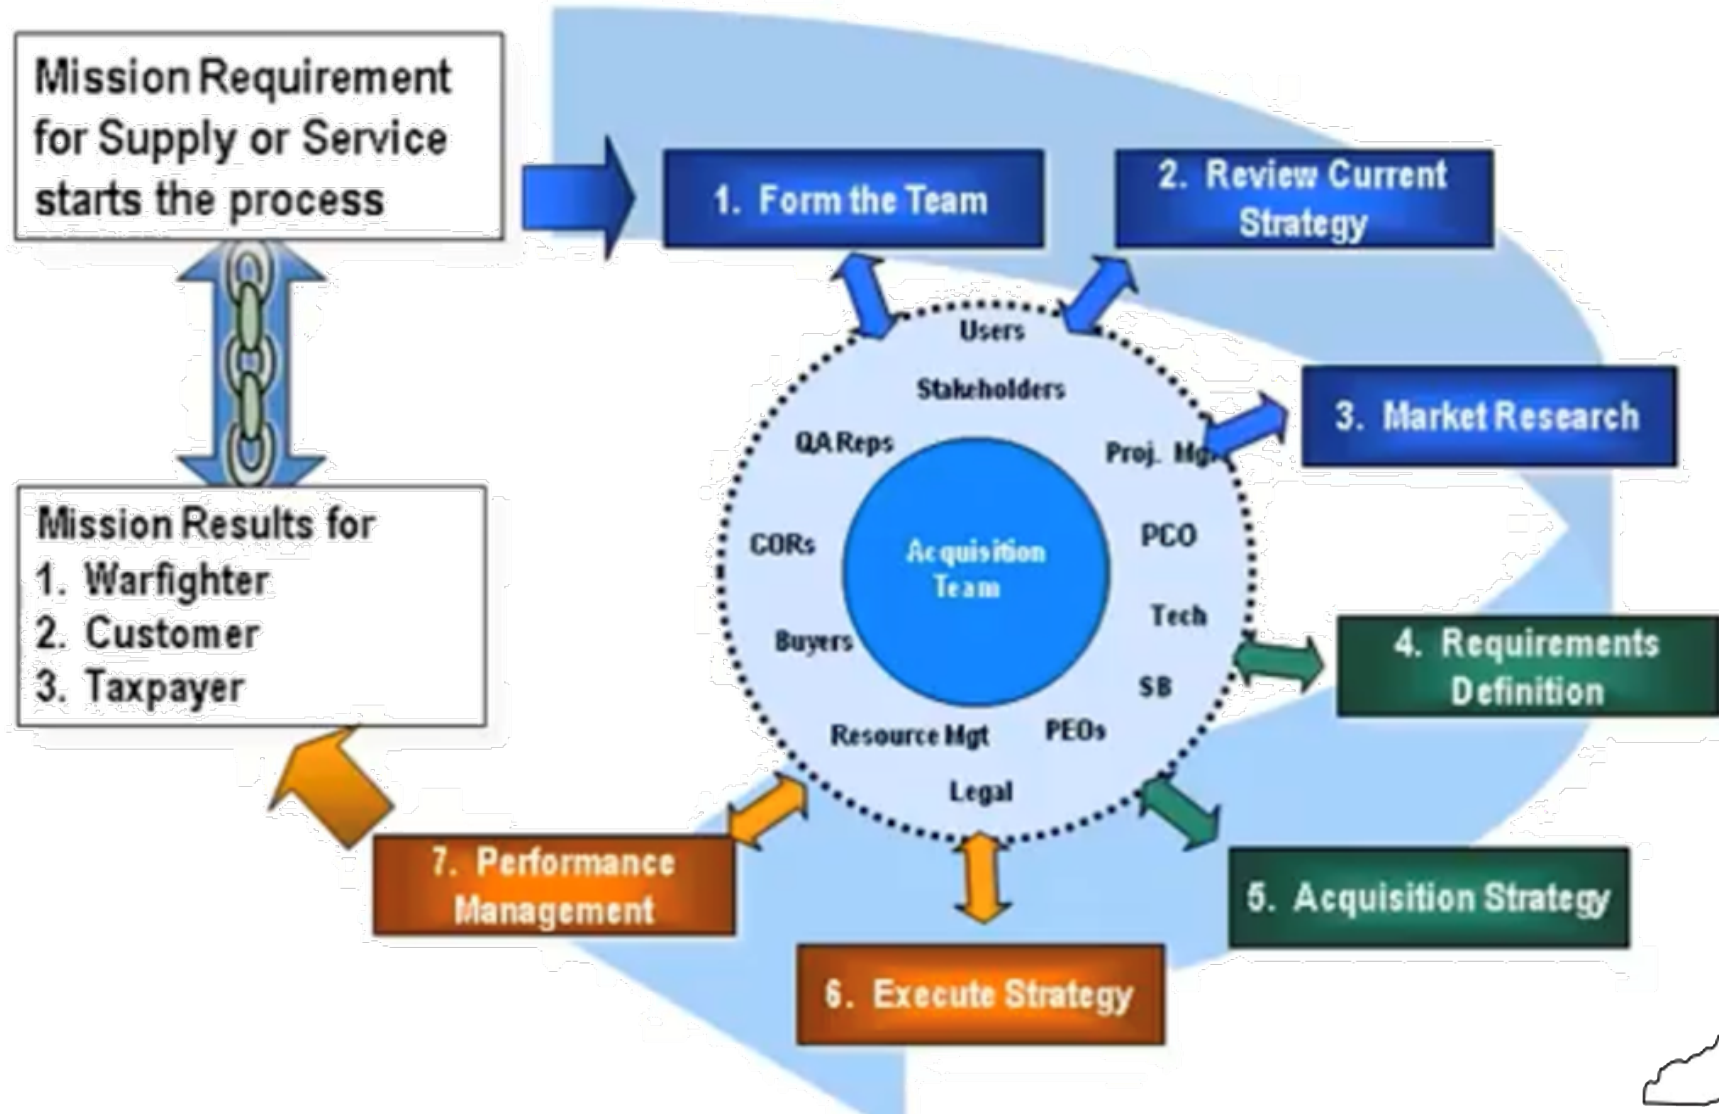 Mission Requirement
for Supply or Service
starts the process
1. Form the Team
2. Review Current
Strategy
3. Market Research
4. Requirements
Definition
5. Acquisition Strategy
6. Execute Strategy
7. Performance
Management
Mission Results for
1. Warfighter
2. Customer
3. Taxpayer
Users
Stakeholders
QA Reps
Proj.
CORs
PCO
Acquisition
Team
Tech
Buyers
SB
Resource Mgt
PEOs
Legal